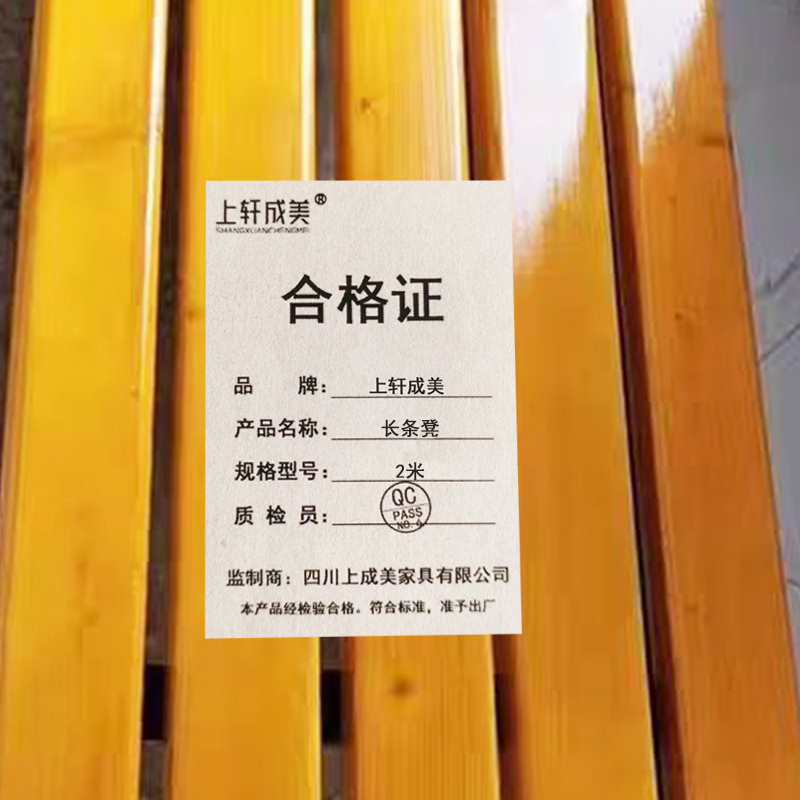 上轩成美®
SHANGXUANCHENGMEI
合格证
品 牌： 上轩成美
产品名称： 长条凳
规格型号： 2米
质 检 员： QC
PASS
NO.6
监制商：四川上成美家具有限公司
本产品经检验合格。符合标准，准予出厂